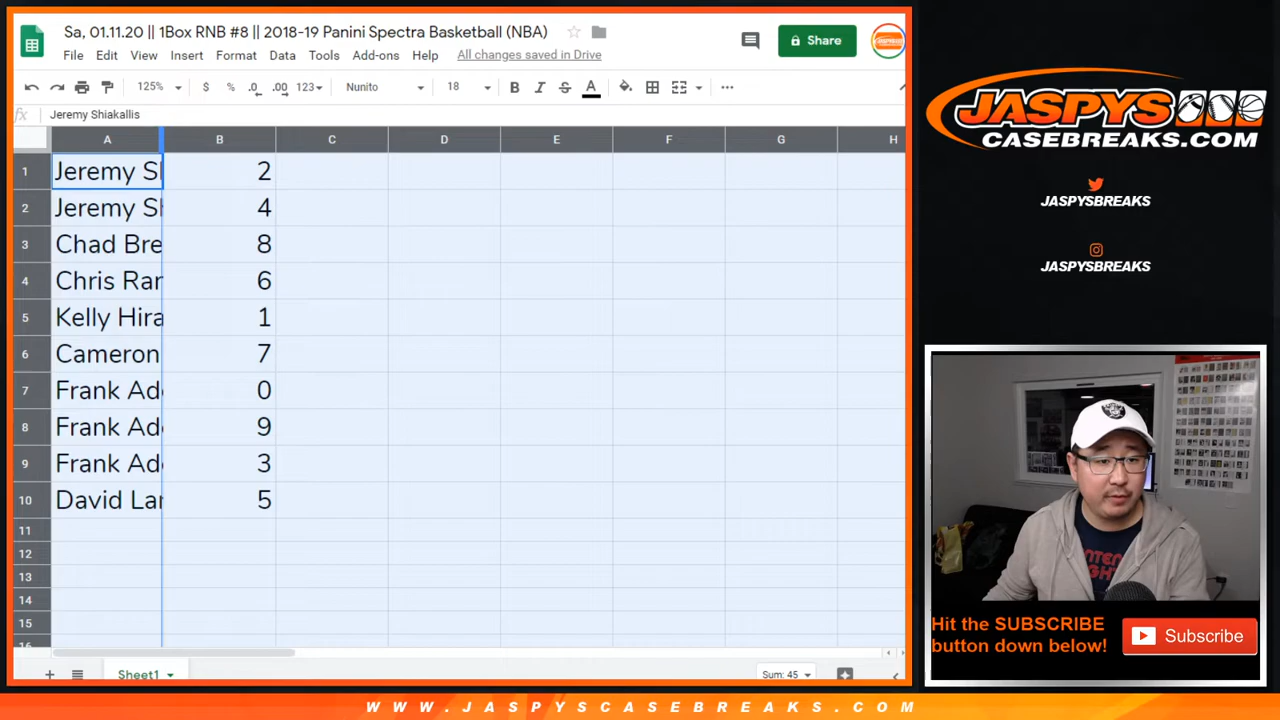 Sa, 01.11.20 || 1Box RNB #8 || 2018-19 Panini Spectra Basketball (NBA)
File Edit View Insert Format Data Tools Add-ons Help All changes saved in Drive
Share
125% $ % .0 .00 123 Nunito 18 B I S A
fx Jeremy Shiakallis
A B C D E F G H
1 Jeremy Sh 2
2 Jeremy Sh 4
3 Chad Bre 8
4 Chris Rar 6
5 Kelly Hira 1
6 Cameron 7
7 Frank Ad 0
8 Frank Ad 9
9 Frank Ad 3
10 David Lar 5
11
12
13
14
15
16
Sheet1
Sum: 45
JASPYS
CASEBREAKS.COM
JASPYSBREAKS
JASPYSBREAKS
Hit the SUBSCRIBE
button down below!
Subscribe
WWW.JASPYSCASEBREAKS.COM